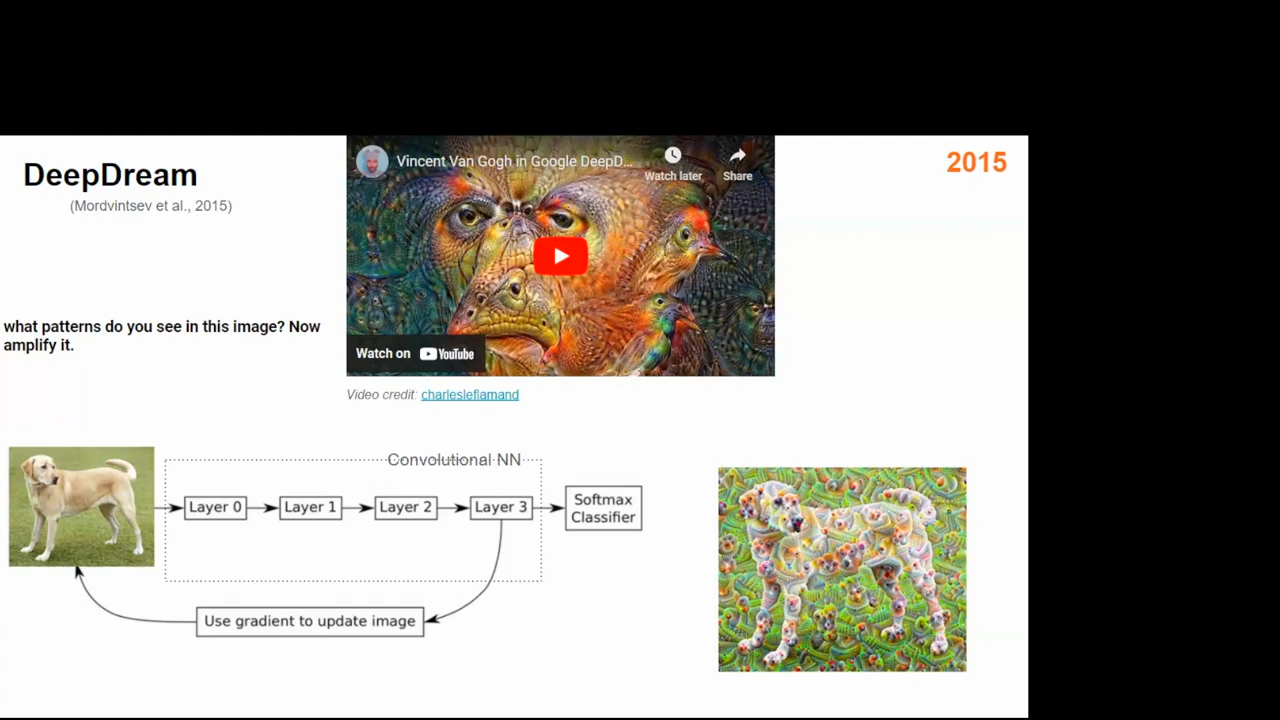 DeepDream
(Mordvintsev et al., 2015)
2015
Vincent Van Gogh in Google DeepD...
Watch later
Share
Watch on YouTube
what patterns do you see in this image? Now
amplify it.
Video credit: charlesleflamand
Convolutional NN
Layer 0
Layer 1
Layer 2
Layer 3
Softmax
Classifier
Use gradient to update image